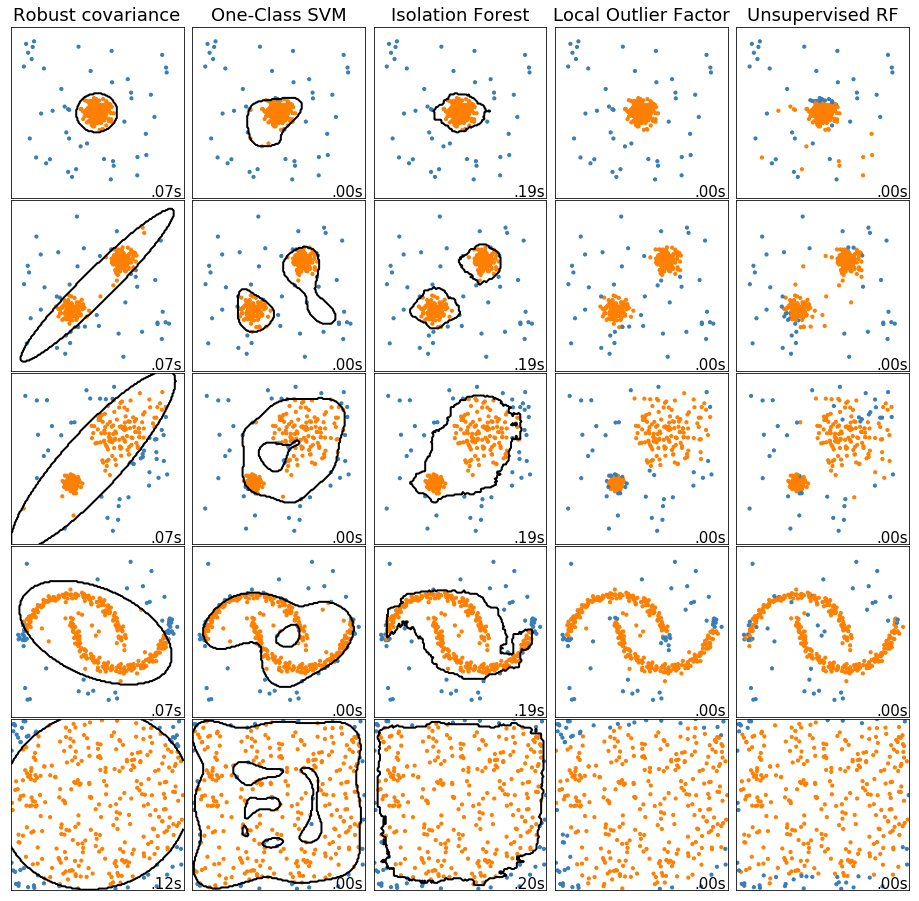 Robust covariance One-Class SVM Isolation Forest Local Outlier Factor Unsupervised RF
.07s .00s .19s .00s .00s
.07s .00s .19s .00s .00s
.07s .00s .19s .00s .00s
.07s .00s .19s .00s .00s
.12s .00s .20s .00s .00s